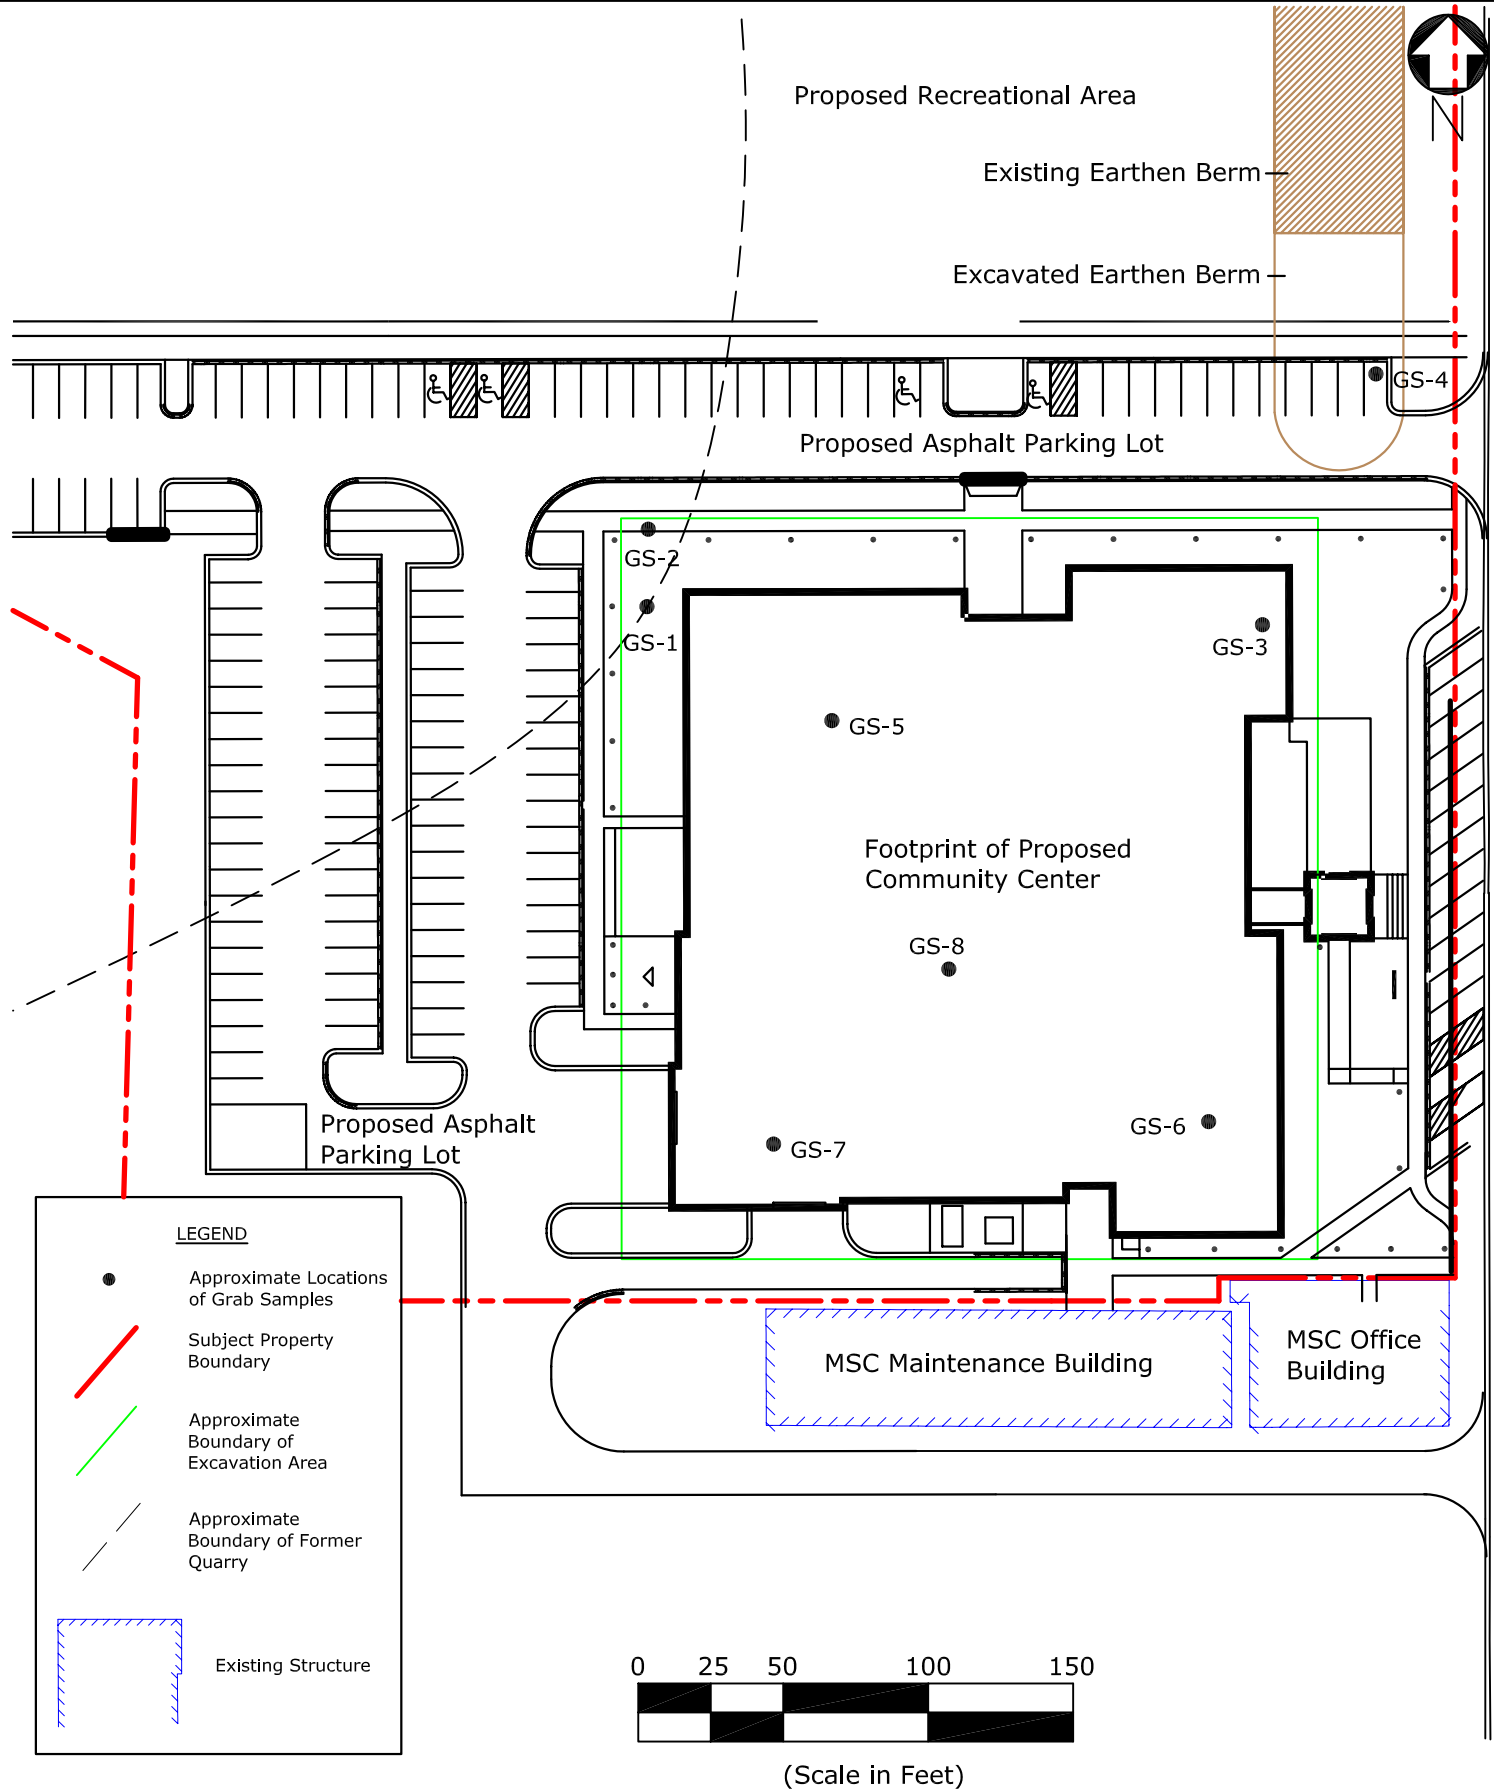 Proposed Recreational Area
N
Existing Earthen Berm
Excavated Earthen Berm
GS-4
Proposed Asphalt Parking Lot
GS-2
GS-1
GS-3
GS-5
Footprint of Proposed
Community Center
GS-8
GS-6
GS-7
Proposed Asphalt
Parking Lot
LEGEND
Approximate Locations
of Grab Samples
Subject Property
Boundary
Approximate
Boundary of
Excavation Area
Approximate
Boundary of Former
Quarry
Existing Structure
MSC Maintenance Building
MSC Office
Building
0 25 50 100 150
(Scale in Feet)